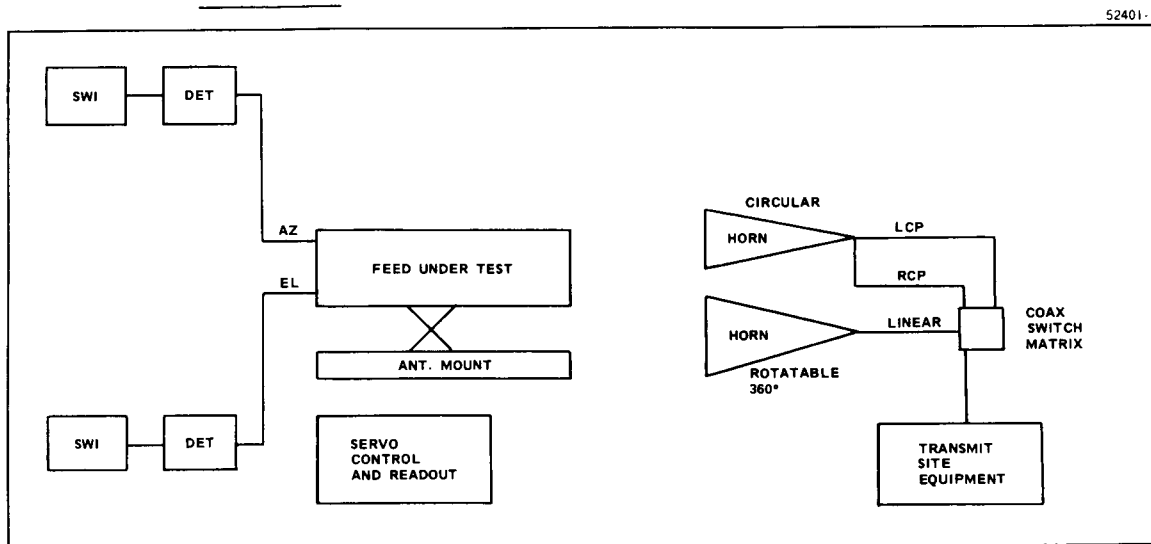 52401-
SWI
DET
AZ
EL
FEED UNDER TEST
ANT. MOUNT
SWI
DET
SERVO
CONTROL
AND READOUT
CIRCULAR
HORN
LCP
RCP
HORN
LINEAR
ROTATABLE
360°
COAX
SWITCH
MATRIX
TRANSMIT
SITE
EQUIPMENT